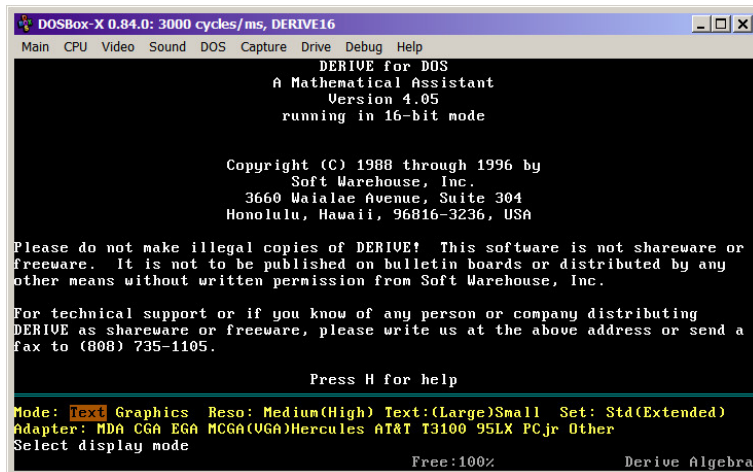 DOSBox-X 0.84.0: 3000 cycles/ms, DERIVE16
Main CPU Video Sound DOS Capture Drive Debug Help
DERIVE for DOS
A Mathematical Assistant
Version 4.05
running in 16-bit mode
Copyright (C) 1988 through 1996 by
Soft Warehouse, Inc.
3660 Waialae Avenue, Suite 304
Honolulu, Hawaii, 96816-3236, USA
Please do not make illegal copies of DERIVE! This software is not shareware or
freeware. It is not to be published on bulletin boards or distributed by any
other means without written permission from Soft Warehouse, Inc.
For technical support or if you know of any person or company distributing
DERIVE as shareware or freeware, please write us at the above address or send a
fax to (808) 735-1105.
Press H for help
Mode: Text Graphics Reso: Medium(High) Text:(Large)Small Set: Std(Extended)
Adapter: MDA CGA EGA MCGA(VGA)Hercules AT&T T3100 95LX PCjr Other
Select display mode
Free:100% Derive Algebra